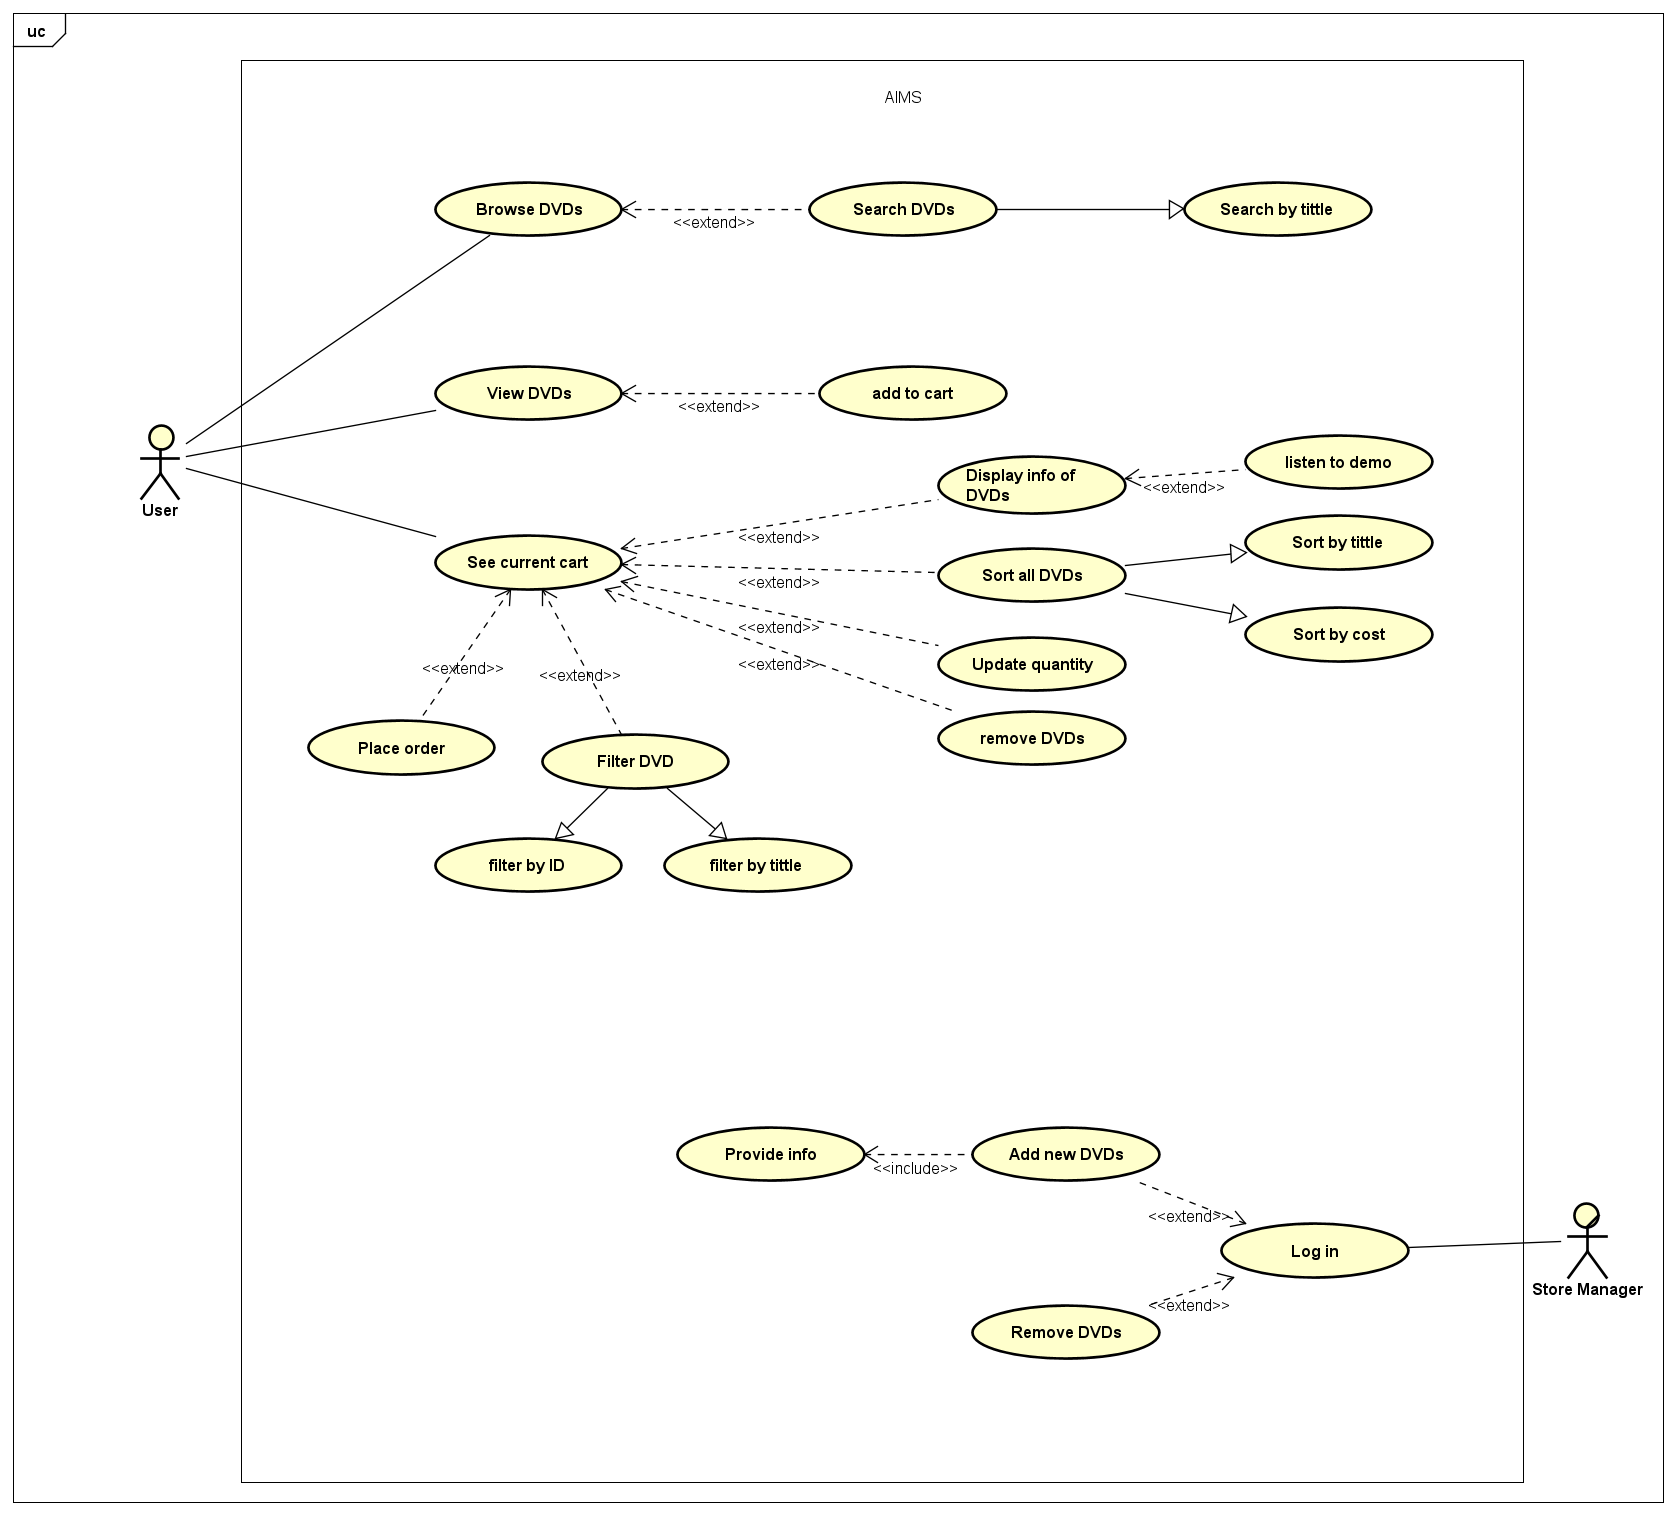 uc
AIMS
Browse DVDs
<<extend>>
Search DVDs
Search by tittle
View DVDs
<<extend>>
add to cart
User
Display info of
DVDs
<<extend>>
listen to demo
<<extend>>
See current cart
<<extend>>
Sort all DVDs
Sort by tittle
Sort by cost
<<extend>>
Update quantity
<<extend>>
remove DVDs
<<extend>>
<<extend>>
Place order
Filter DVD
filter by ID
filter by tittle
Provide info
<<include>>
Add new DVDs
<<extend>>
Log in
Store Manager
<<extend>>
Remove DVDs